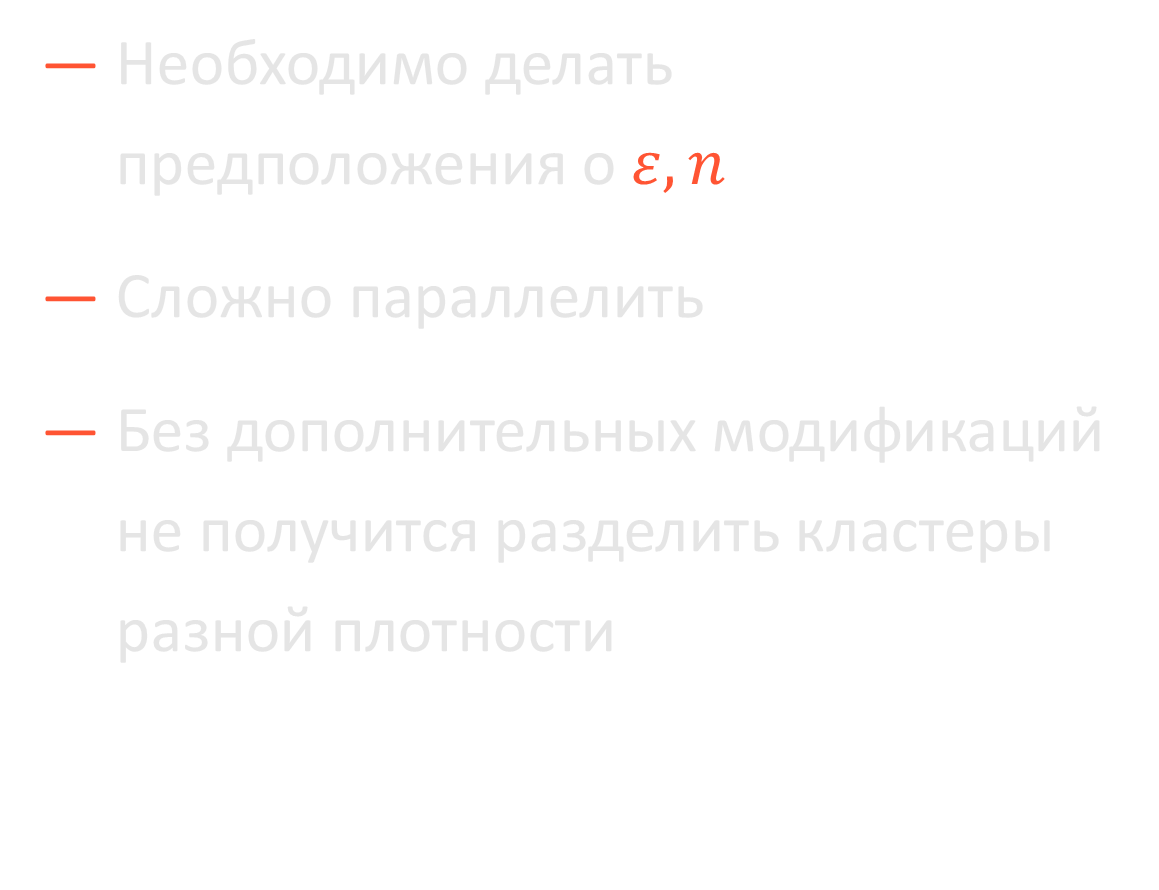 — Необходимо делать
предположения о ε, n
— Сложно параллелить
— Без дополнительных модификаций
не получится разделить кластеры
разной плотности